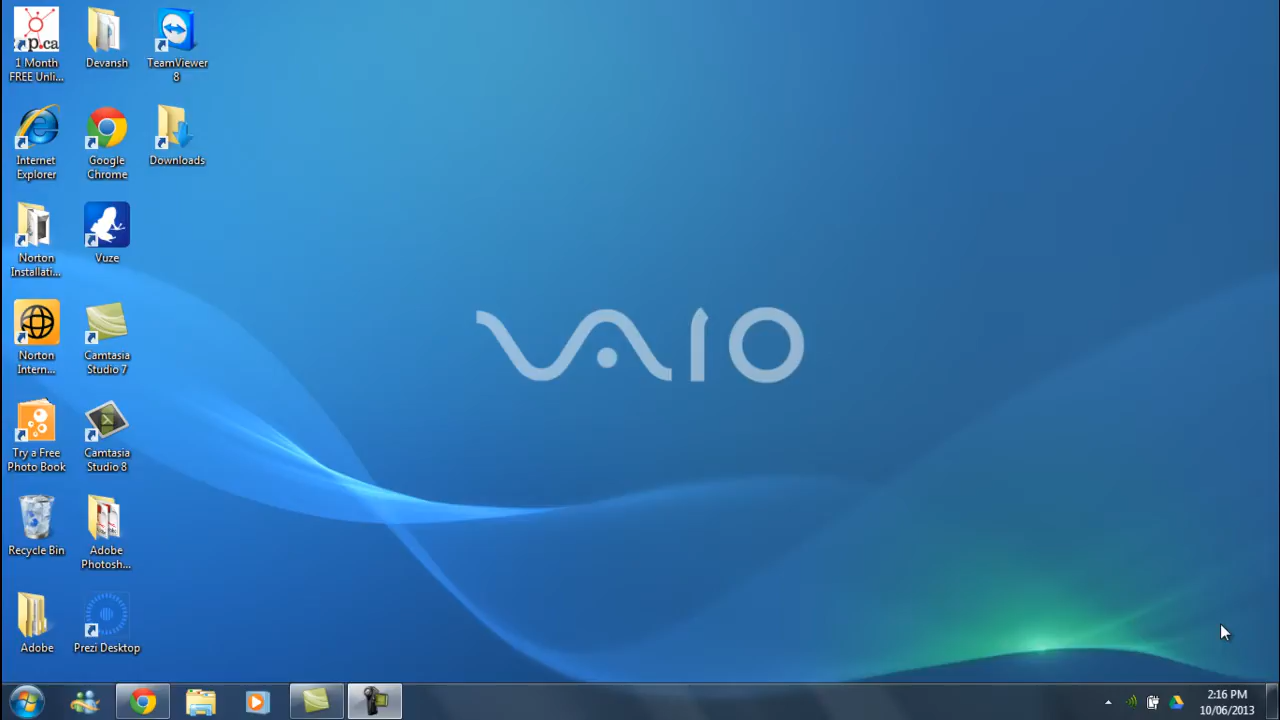 p.ca
1 Month
FREE Unli...
Devansh
TeamViewer
8
Internet
Explorer
Google
Chrome
Downloads
Norton
Installati...
Vuze
Norton
Intern...
Camtasia
Studio 7
Try a Free
Photo Book
Camtasia
Studio 8
Recycle Bin
Adobe
Photosh...
Adobe
Prezi Desktop
VAIO
2:16 PM
10/06/2013